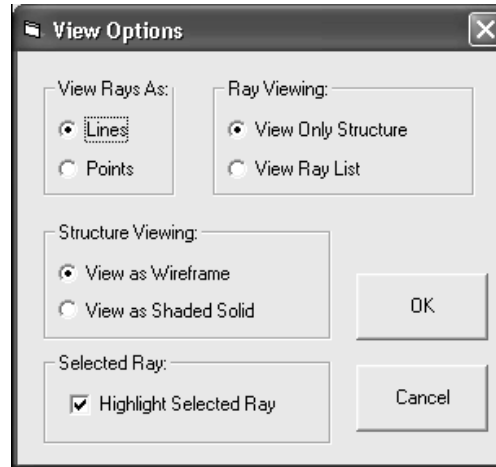 View Options
View Rays As:
Lines
Points
Ray Viewing:
View Only Structure
View Ray List
Structure Viewing:
View as Wireframe
View as Shaded Solid
Selected Ray:
Highlight Selected Ray
OK
Cancel